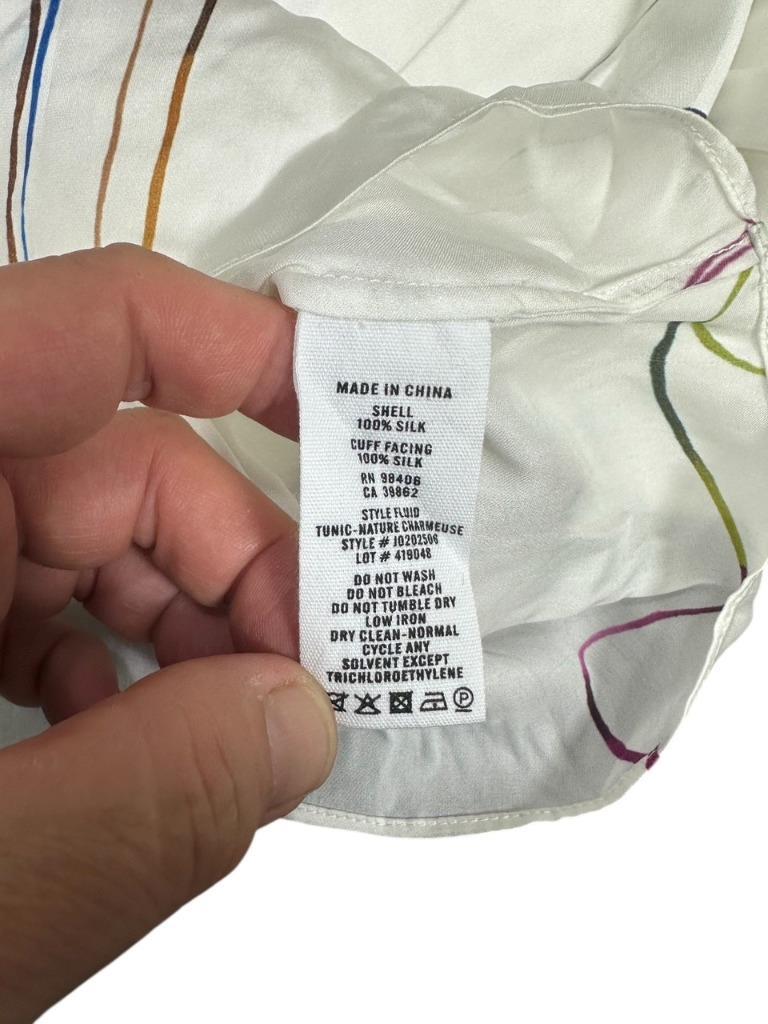 MADE IN CHINA
SHELL
100% SILK
CUFF FACING
100% SILK
RN 98406
CA 39862
STYLE FLUID
TUNIC-NATURE CHARMEUSE
STYLE # J0202506
LOT # 419048
DO NOT WASH
DO NOT BLEACH
DO NOT TUMBLE DRY
LOW IRON
DRY CLEAN-NORMAL
CYCLE ANY
SOLVENT EXCEPT
TRICHLOROETHYLENE
P